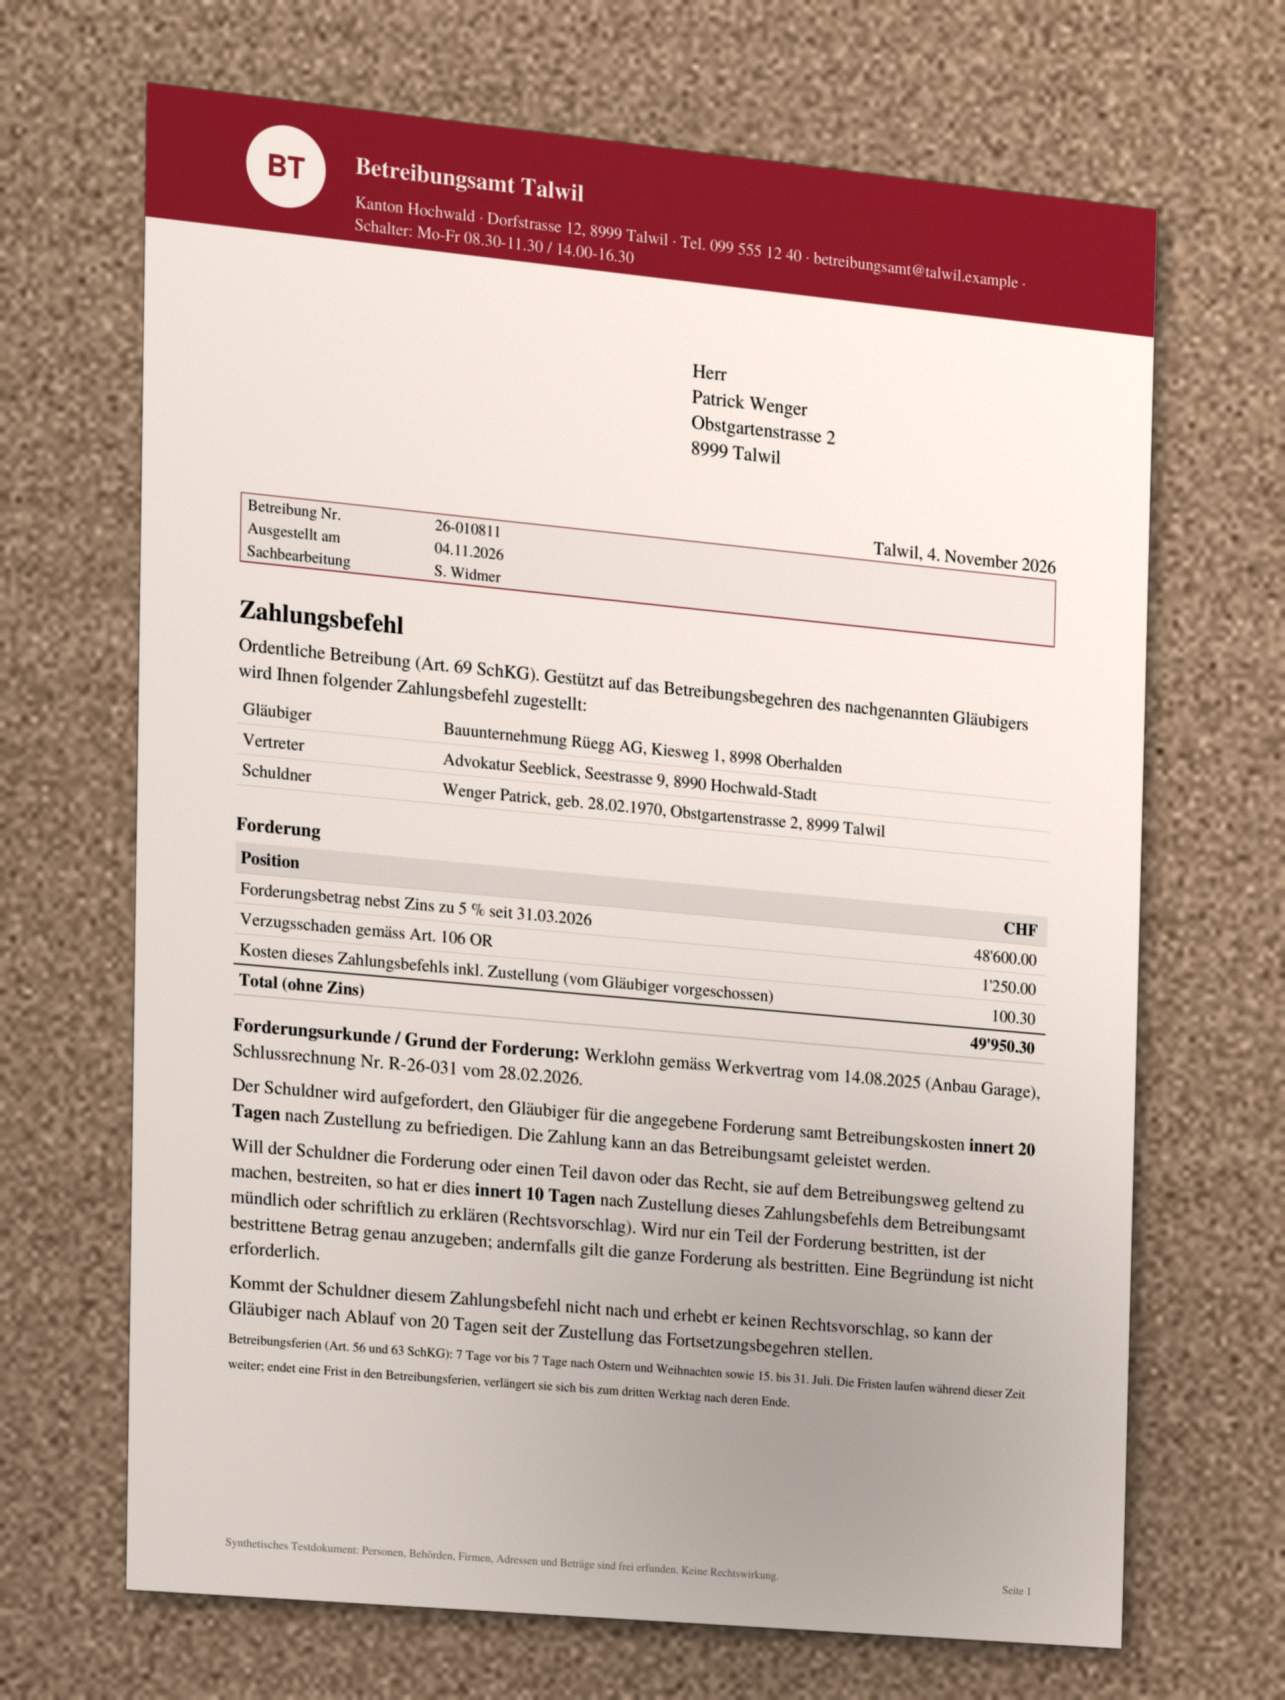 BT
Betreibungsamt Talwil
Kanton Hochwald · Dorfstrasse 12, 8999 Talwil · Tel. 099 555 12 40 · betreibungsamt@talwil.example ·
Schalter: Mo-Fr 08.30-11.30 / 14.00-16.30
Herr
Patrick Wenger
Obstgartenstrasse 2
8999 Talwil
Talwil, 4. November 2026
Betreibung Nr. 26-010811
Ausgestellt am 04.11.2026
Sachbearbeitung S. Widmer
Zahlungsbefehl
Ordentliche Betreibung (Art. 69 SchKG). Gestützt auf das Betreibungsbegehren des nachgenannten Gläubigers
wird Ihnen folgender Zahlungsbefehl zugestellt:
Gläubiger Bauunternehmung Rüegg AG, Kiesweg 1, 8998 Oberhalden
Vertreter Advokatur Seeblick, Seestrasse 9, 8990 Hochwald-Stadt
Schuldner Wenger Patrick, geb. 28.02.1970, Obstgartenstrasse 2, 8999 Talwil
Forderung
Position CHF
Forderungsbetrag nebst Zins zu 5 % seit 31.03.2026 48'600.00
Verzugsschaden gemäss Art. 106 OR 1'250.00
Kosten dieses Zahlungsbefehls inkl. Zustellung (vom Gläubiger vorgeschossen) 100.30
Total (ohne Zins) 49'950.30
Forderungsurkunde / Grund der Forderung: Werklohn gemäss Werkvertrag vom 14.08.2025 (Anbau Garage),
Schlussrechnung Nr. R-26-031 vom 28.02.2026.
Der Schuldner wird aufgefordert, den Gläubiger für die angegebene Forderung samt Betreibungskosten innert 20
Tagen nach Zustellung zu befriedigen. Die Zahlung kann an das Betreibungsamt geleistet werden.
Will der Schuldner die Forderung oder einen Teil davon oder das Recht, sie auf dem Betreibungsweg geltend zu
machen, bestreiten, so hat er dies innert 10 Tagen nach Zustellung dieses Zahlungsbefehls dem Betreibungsamt
mündlich oder schriftlich zu erklären (Rechtsvorschlag). Wird nur ein Teil der Forderung bestritten, ist der
bestrittene Betrag genau anzugeben; andernfalls gilt die ganze Forderung als bestritten. Eine Begründung ist nicht
erforderlich.
Kommt der Schuldner diesem Zahlungsbefehl nicht nach und erhebt er keinen Rechtsvorschlag, so kann der
Gläubiger nach Ablauf von 20 Tagen seit der Zustellung das Fortsetzungsbegehren stellen.
Betreibungsferien (Art. 56 und 63 SchKG): 7 Tage vor bis 7 Tage nach Ostern und Weihnachten sowie 15. bis 31. Juli. Die Fristen laufen während dieser Zeit
weiter; endet eine Frist in den Betreibungsferien, verlängert sie sich bis zum dritten Werktag nach deren Ende.
Synthetisches Testdokument: Personen, Behörden, Firmen, Adressen und Beträge sind frei erfunden. Keine Rechtswirkung.
Seite 1